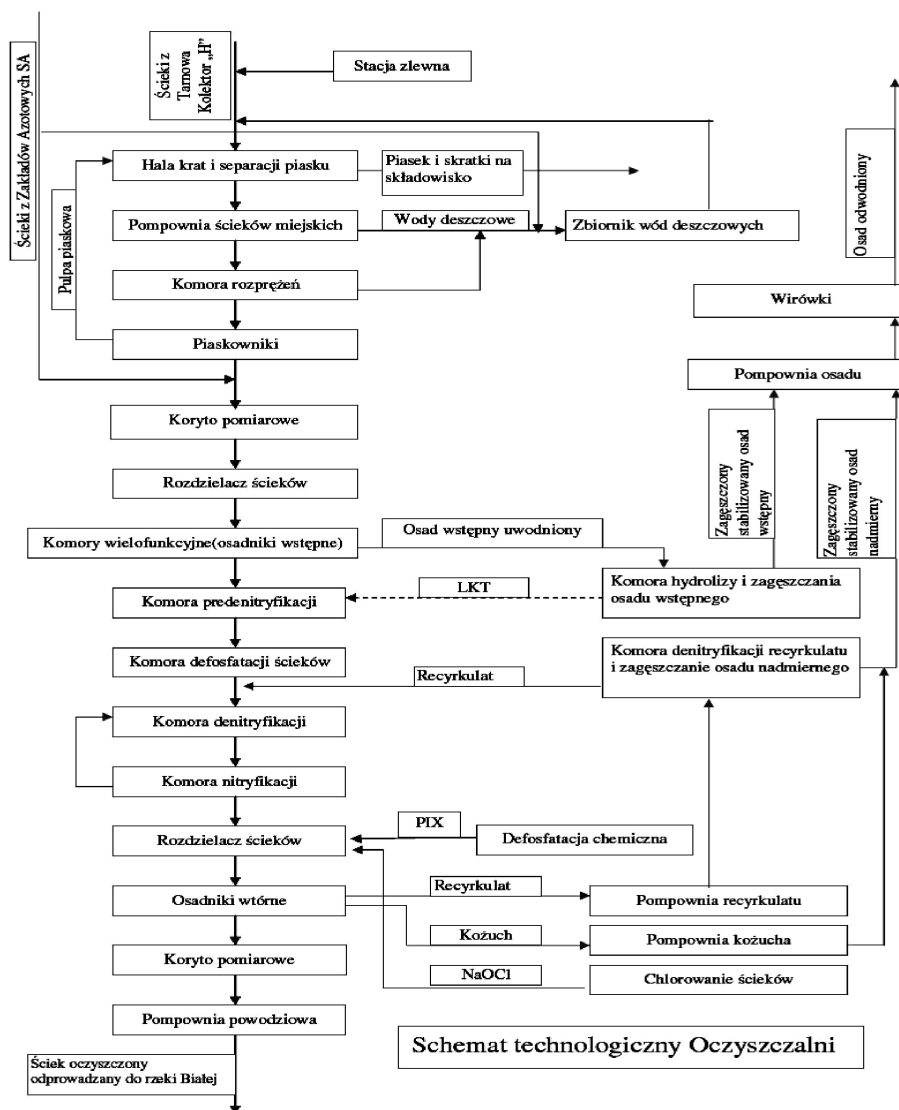 Ścieki z Zakładów Azotowych SA
Ścieki z
Tarnowa
Kolektor „H”
Stacja zlewna
Hala krat i separacji piasku
Piasek i skratki na
składowisko
Pulpa piaskowa
Pompownia ścieków miejskich
Wody deszczowe
Zbiornik wód deszczowych
Osad odwodniony
Komora rozprężeń
Wirówki
Piaskowniki
Pompownia osadu
Koryto pomiarowe
Zagęszczony
stabilizowany osad
wstępny
Zagęszczony
stabilizowany osad
nadmierny
Rozdzielacz ścieków
Komory wielofunkcyjne(osadniki wstępne)
Osad wstępny uwodniony
Komora hydrolizy i zagęszczania
osadu wstępnego
LKT
Komora predenitryfikacji
Komora defosfatacji ścieków
Komora denitryfikacji recyrkulatu
i zagęszczanie osadu nadmiernego
Recyrkulat
Komora denitryfikacji
Komora nitryfikacji
Rozdzielacz ścieków
PIX
Defosfatacja chemiczna
Osadniki wtórne
Recyrkulat
Pompownia recyrkulatu
Kożuch
Pompownia kożucha
Koryto pomiarowe
NaOCl
Chlorowanie ścieków
Pompownia powodziowa
Schemat technologiczny Oczyszczalni
Ściek oczyszczony
odprowadzany do rzeki Białej